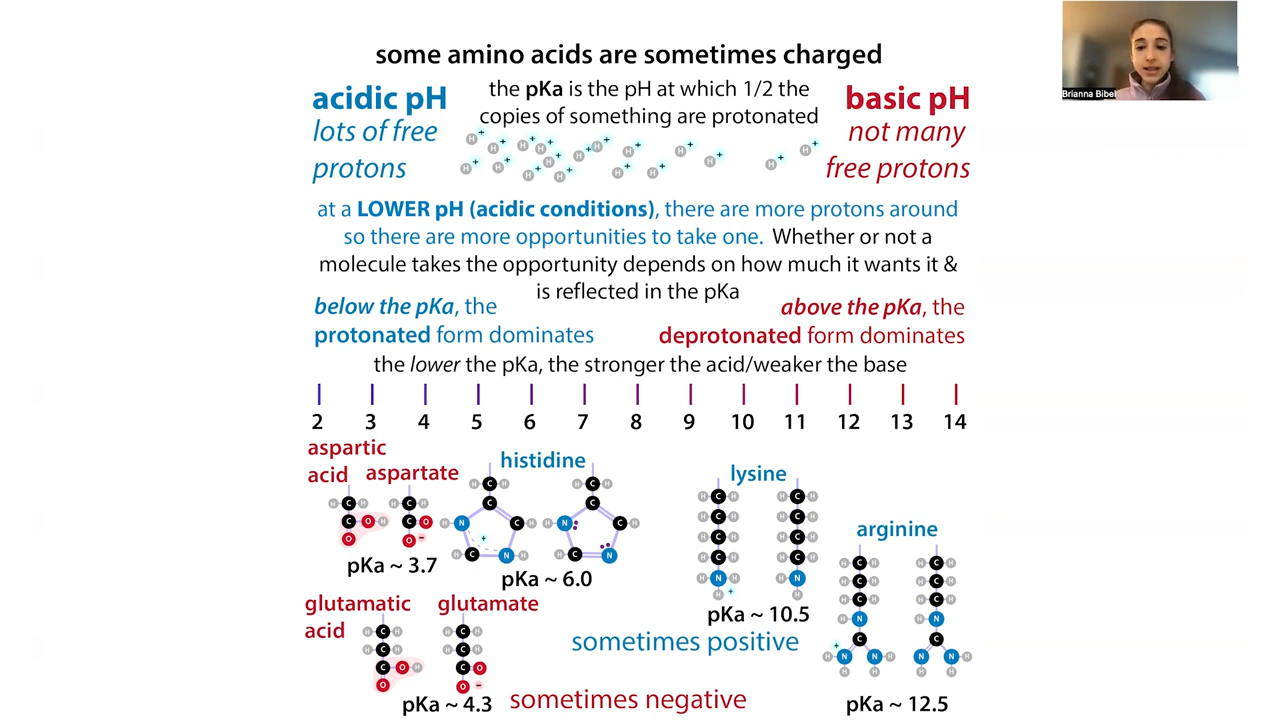 some amino acids are sometimes charged
acidic pH
lots of free
protons
the pKa is the pH at which 1/2 the
copies of something are protonated
basic pH
not many
free protons
Brianna Bibel
at a LOWER pH (acidic conditions), there are more protons around
so there are more opportunities to take one. Whether or not a
molecule takes the opportunity depends on how much it wants it &
is reflected in the pKa
below the pKa, the
protonated form dominates
above the pKa, the
deprotonated form dominates
the lower the pKa, the stronger the acid/weaker the base
2 3 4 5 6 7 8 9 10 11 12 13 14
aspartic
acid
aspartate
pKa ~ 3.7
histidine
pKa ~ 6.0
lysine
pKa ~ 10.5
arginine
pKa ~ 12.5
glutamatic
acid
glutamate
pKa ~ 4.3
sometimes positive
sometimes negative